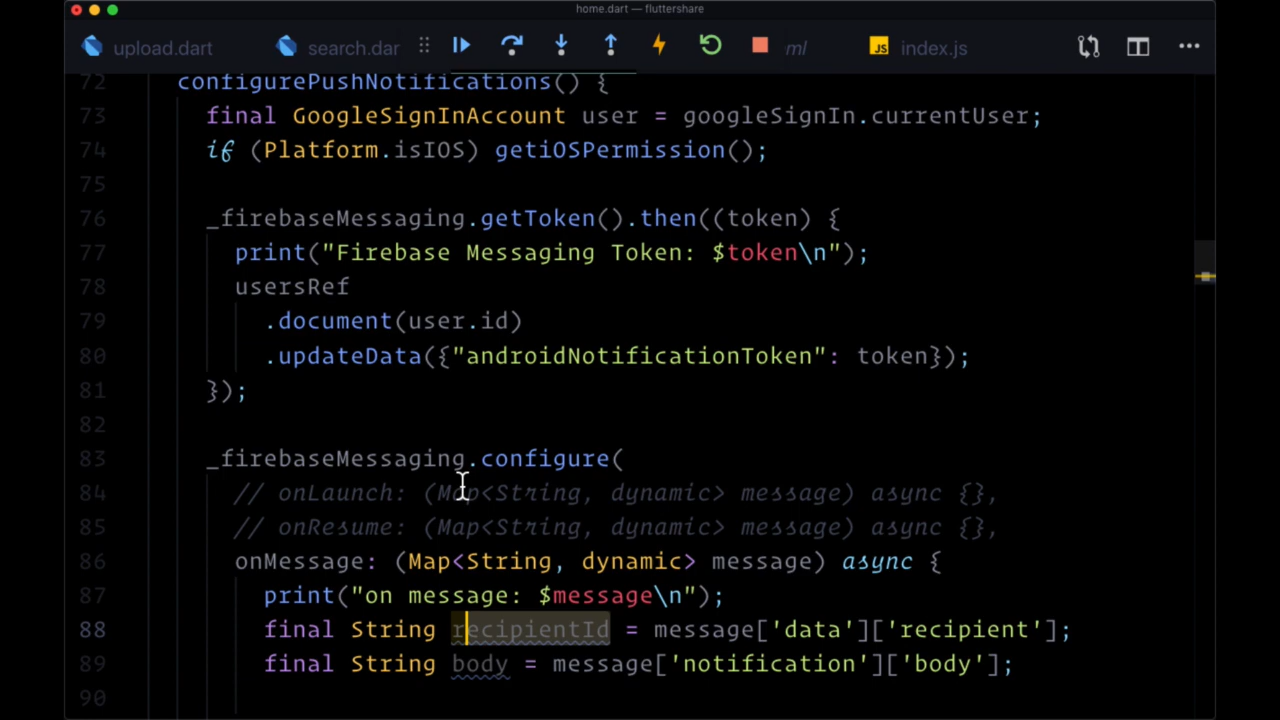 home.dart — fluttershare
upload.dart search.dar ml JS index.js
72 configurePushNotifications() {
73 final GoogleSignInAccount user = googleSignIn.currentUser;
74 if (Platform.isIOS) getiOSPermission();
75
76 _firebaseMessaging.getToken().then((token) {
77 print("Firebase Messaging Token: $token\n");
78 usersRef
79 .document(user.id)
80 .updateData({"androidNotificationToken": token});
81 });
82
83 _firebaseMessaging.configure(
84 // onLaunch: (Map<String, dynamic> message) async {},
85 // onResume: (Map<String, dynamic> message) async {},
86 onMessage: (Map<String, dynamic> message) async {
87 print("on message: $message\n");
88 final String recipientId = message['data']['recipient'];
89 final String body = message['notification']['body'];
90